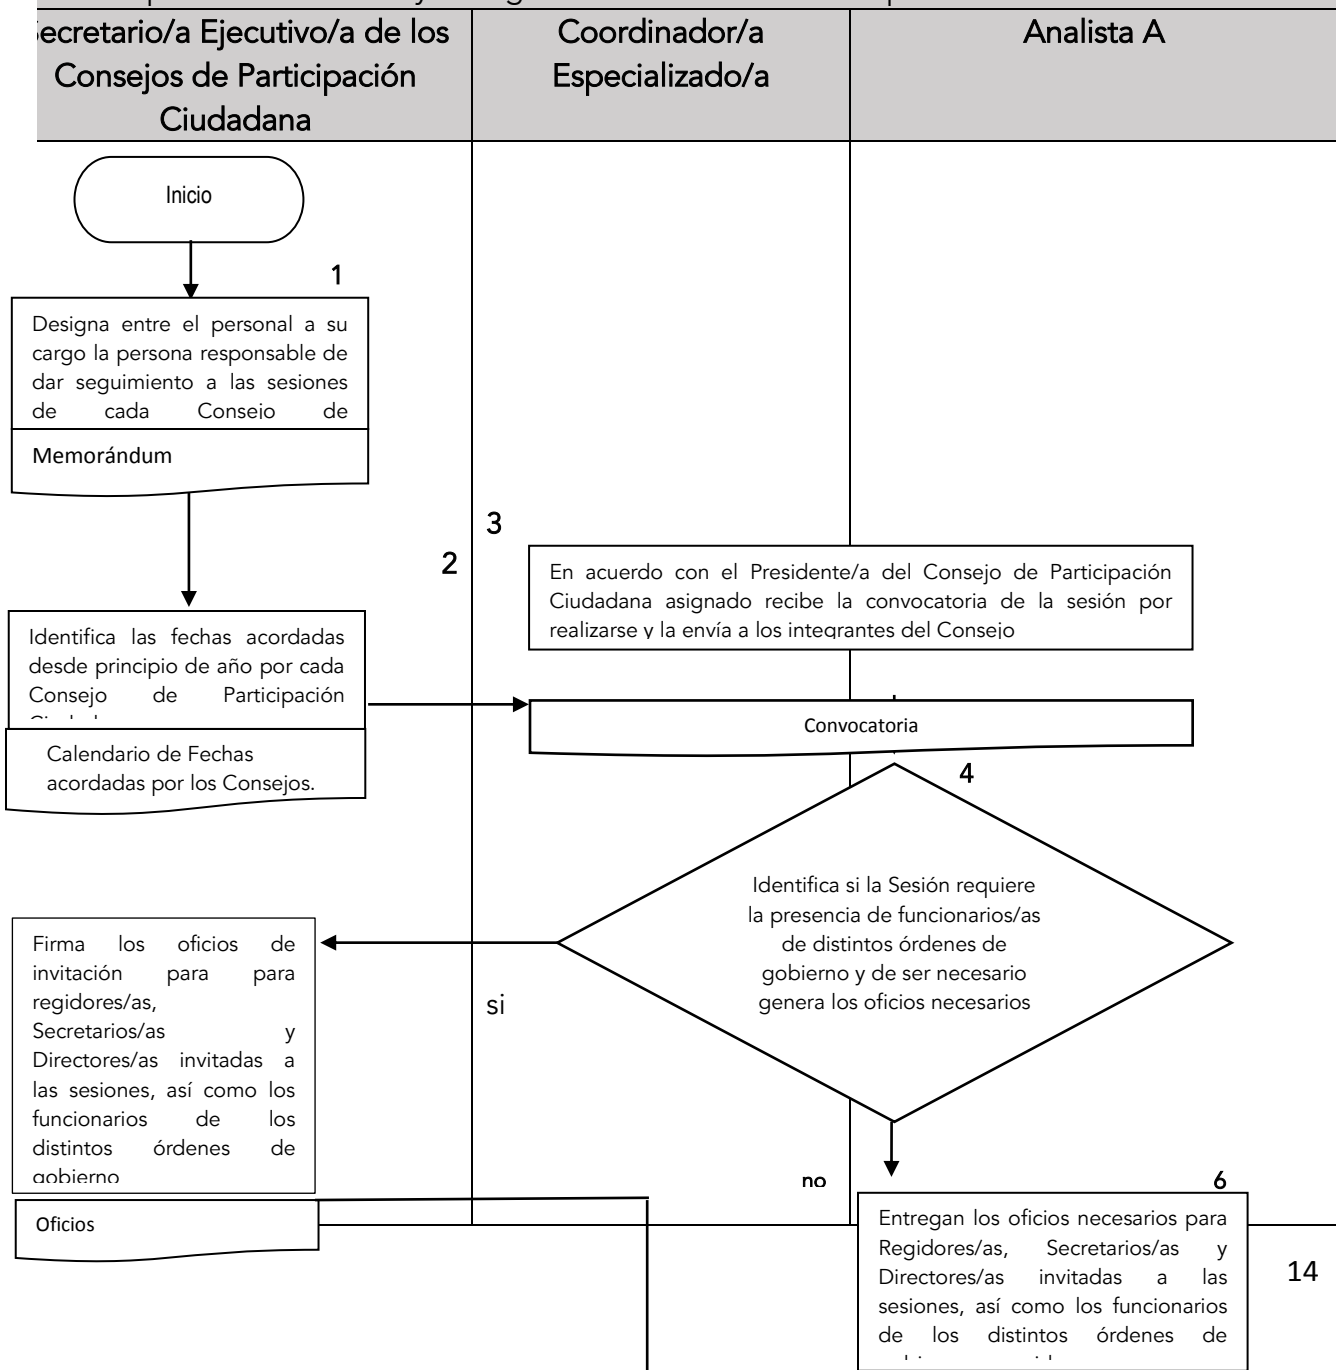 Secretario/a Ejecutivo/a de los
Consejos de Participación
Ciudadana
Coordinador/a
Especializado/a
Analista A
Inicio
1
Designa entre el personal a su
cargo la persona responsable de
dar seguimiento a las sesiones
de cada Consejo de
Memorándum
2
3
En acuerdo con el Presidente/a del Consejo de Participación
Ciudadana asignado recibe la convocatoria de la sesión por
realizarse y la envía a los integrantes del Consejo
Identifica las fechas acordadas
desde principio de año por cada
Consejo de Participación
Calendario de Fechas
acordadas por los Consejos.
Convocatoria
4
Identifica si la Sesión requiere
la presencia de funcionarios/as
de distintos órdenes de
gobierno y de ser necesario
genera los oficios necesarios
si
Firma los oficios de
invitación para para
regidores/as,
Secretarios/as y
Directores/as invitadas a
las sesiones, así como los
funcionarios de los
distintos órdenes de
gobierno
Oficios
no
6
Entregan los oficios necesarios para
Regidores/as, Secretarios/as y
Directores/as invitadas a las
sesiones, así como los funcionarios
de los distintos órdenes de
14